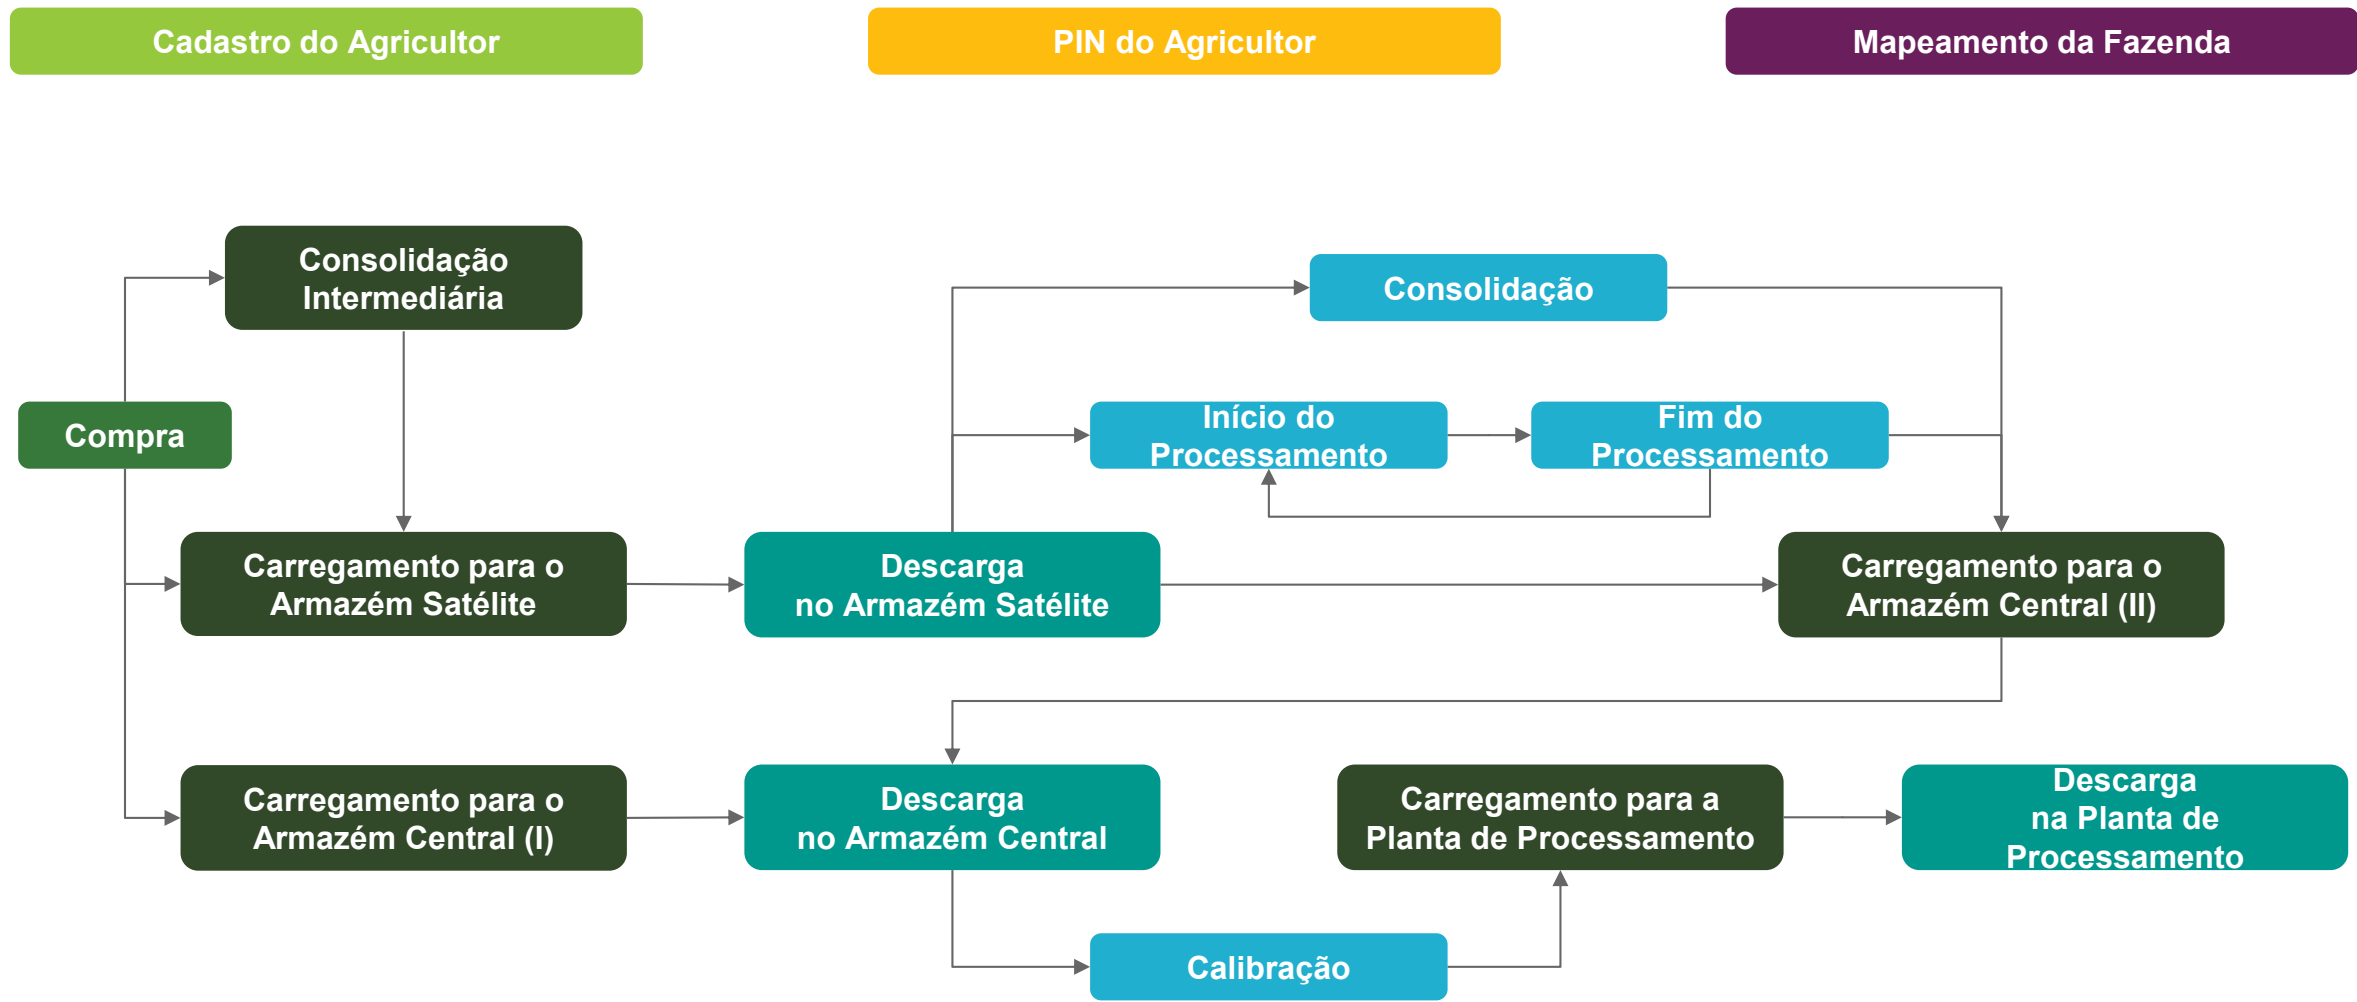 Cadastro do Agricultor
PIN do Agricultor
Mapeamento da Fazenda
Consolidação
Intermediária
Consolidação
Compra
Início do
Processamento
Fim do
Processamento
Carregamento para o
Armazém Satélite
Descarga
no Armazém Satélite
Carregamento para o
Armazém Central (II)
Carregamento para o
Armazém Central (I)
Descarga
no Armazém Central
Carregamento para a
Planta de Processamento
Descarga
na Planta de
Processamento
Calibração